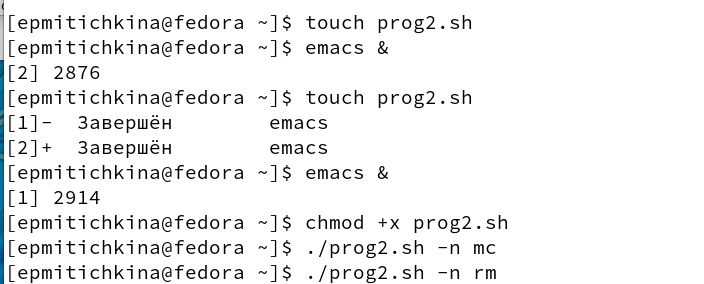 [epmitichkina@fedora ~]$ touch prog2.sh
[epmitichkina@fedora ~]$ emacs &
[2] 2876
[epmitichkina@fedora ~]$ touch prog2.sh
[1]-  Завершён        emacs
[2]+  Завершён        emacs
[epmitichkina@fedora ~]$ emacs &
[1] 2914
[epmitichkina@fedora ~]$ chmod +x prog2.sh
[epmitichkina@fedora ~]$ ./prog2.sh -n mc
[epmitichkina@fedora ~]$ ./prog2.sh -n rm